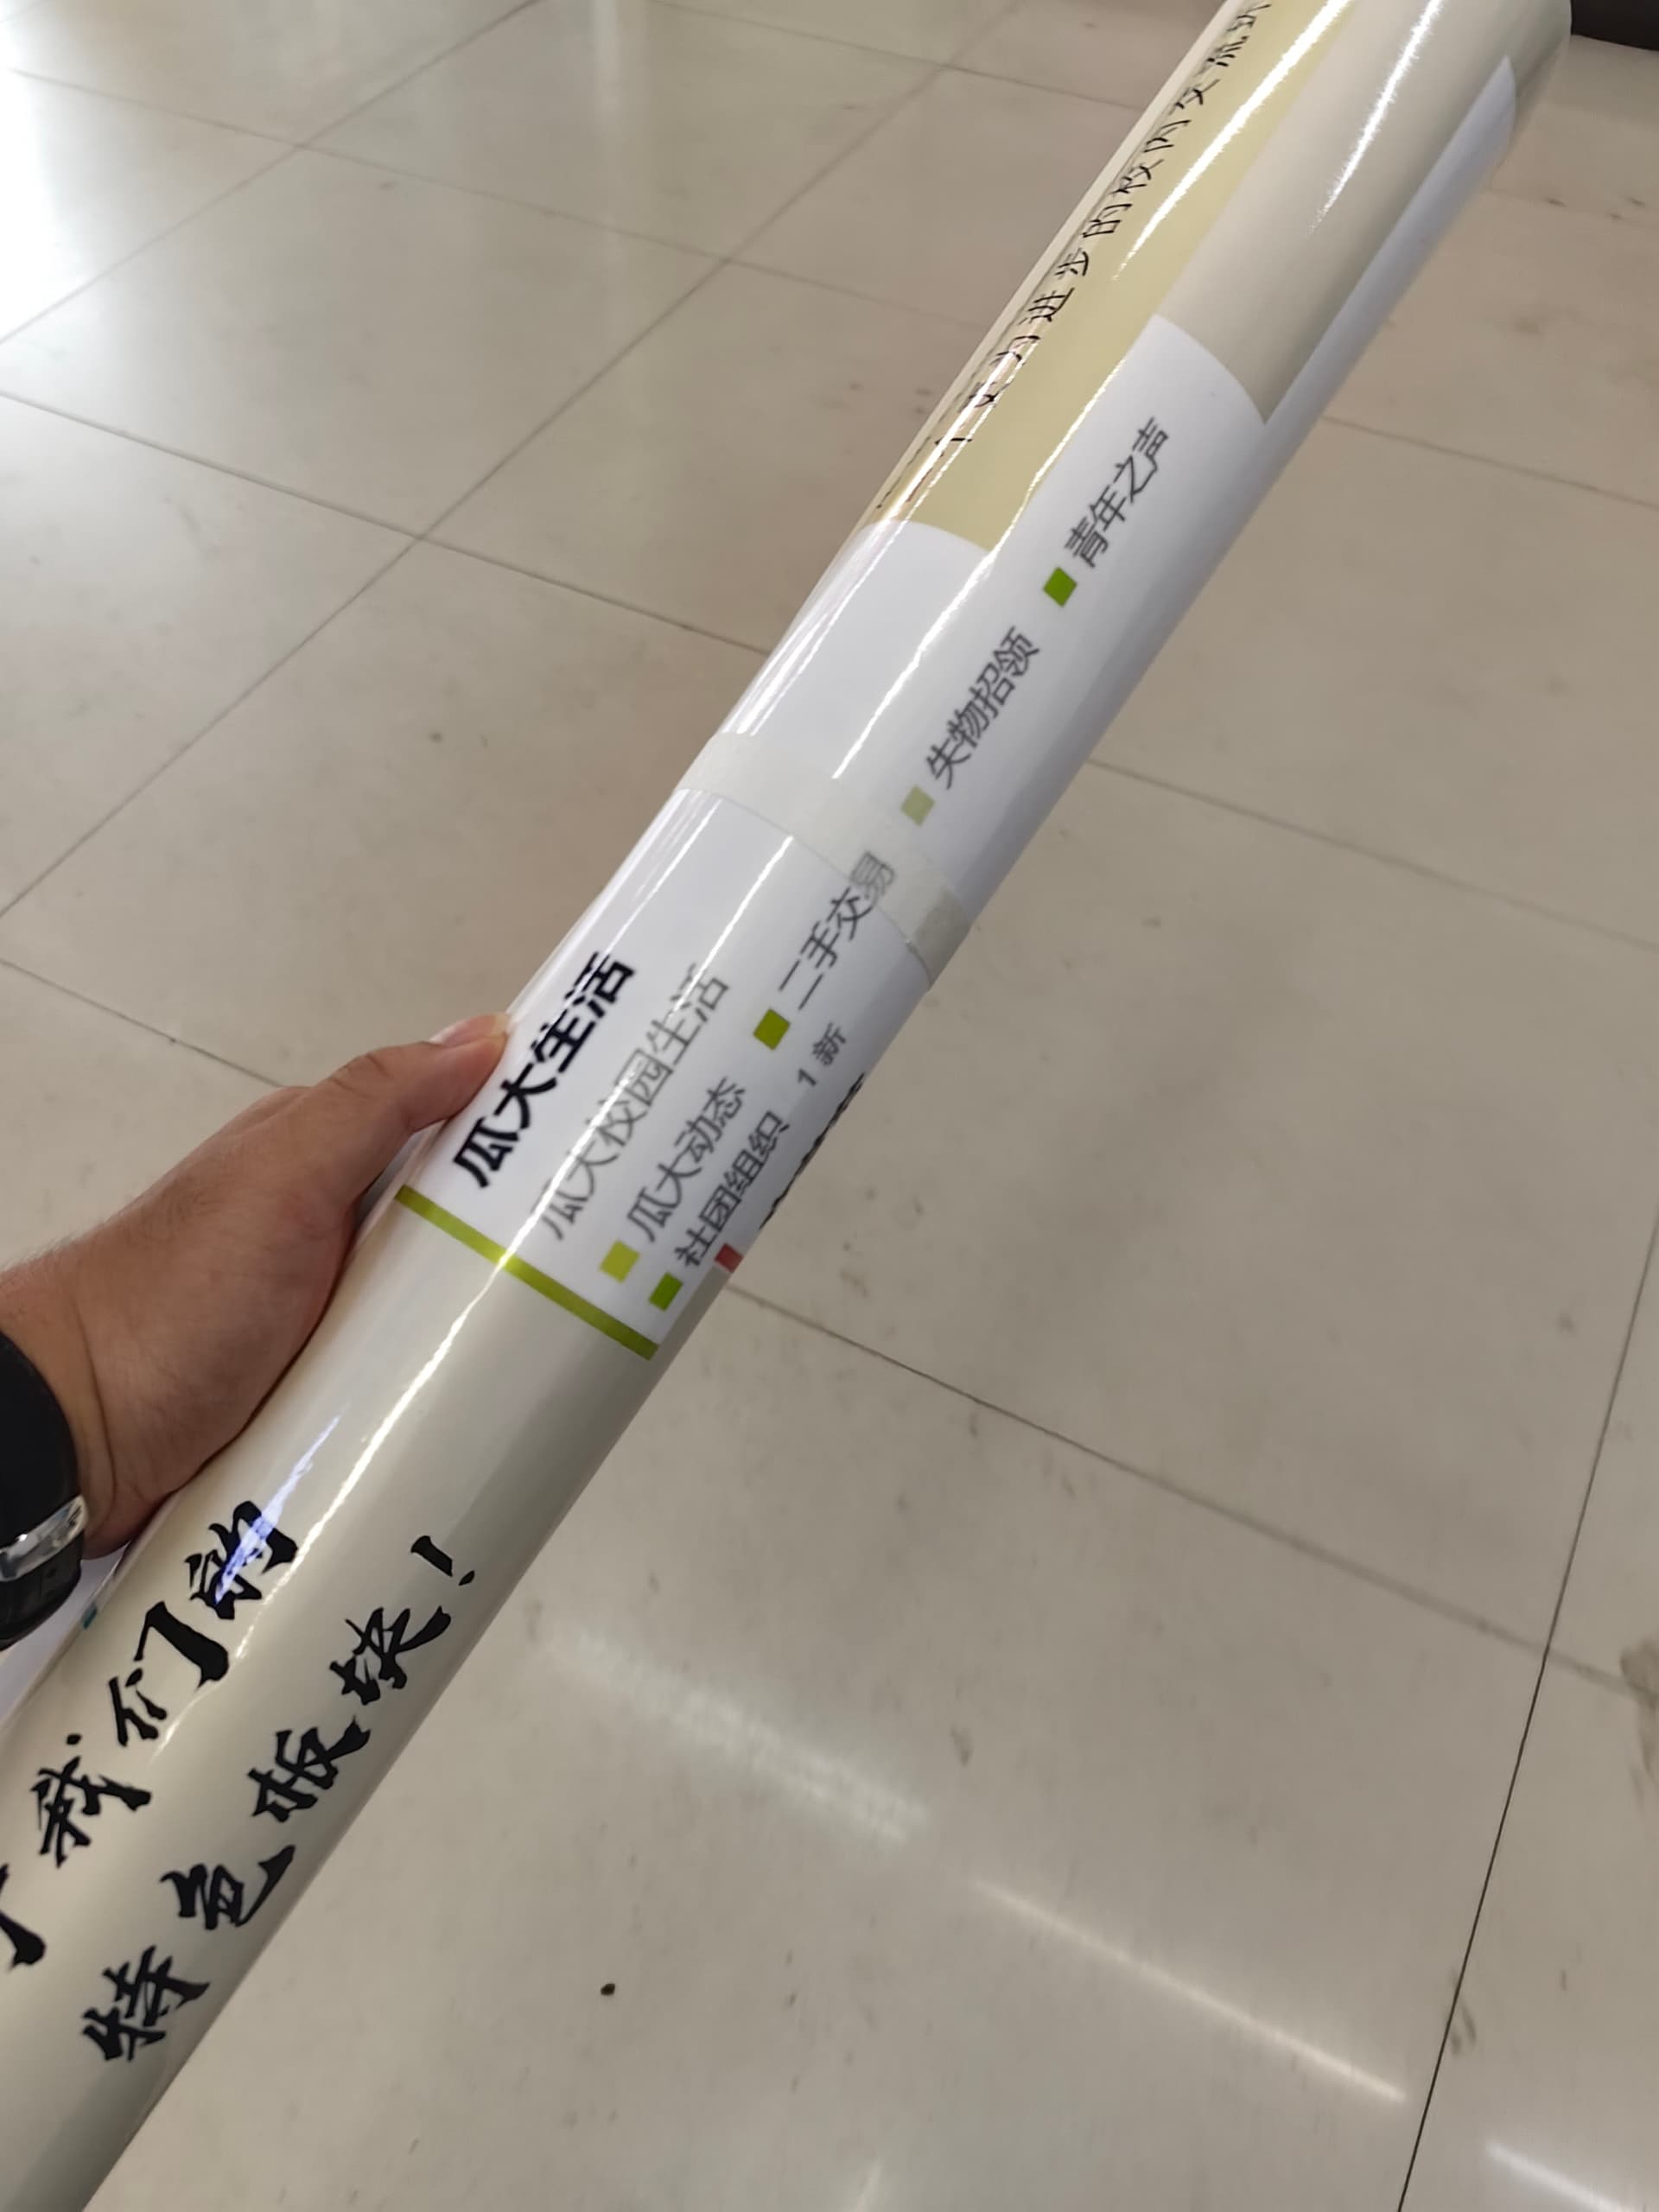 更为进步的校内交流
瓜大生活
瓜大校园生活
瓜大动态
二手交易
失物招领
青年之声
社团组织 1 新
我们的
特色板块！